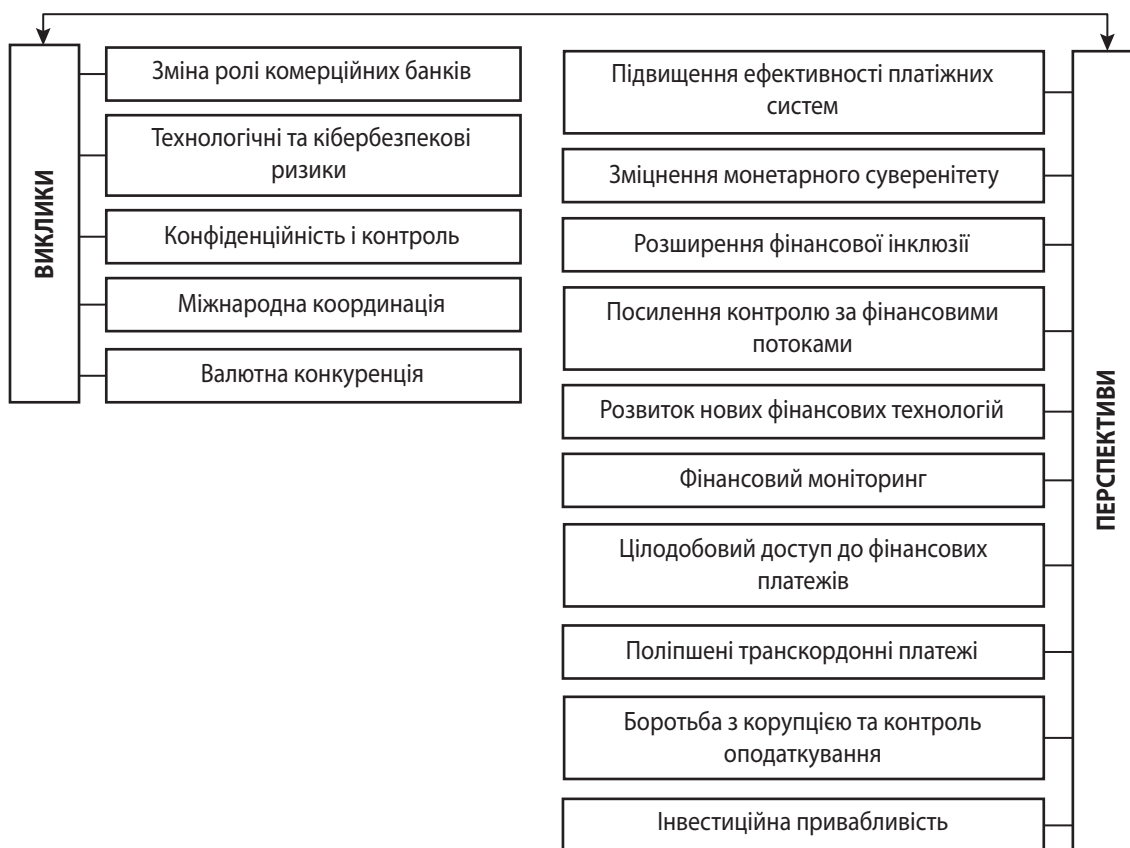 ВИКЛИКИ
Зміна ролі комерційних банків
Технологічні та кібербезпекові
ризики
Конфіденційність і контроль
Міжнародна координація
Валютна конкуренція
Підвищення ефективності платіжних
систем
Зміцнення монетарного суверенітету
Розширення фінансової інклюзії
Посилення контролю за фінансовими
потоками
Розвиток нових фінансових технологій
Фінансовий моніторинг
Цілодобовий доступ до фінансових
платежів
Поліпшені транскордонні платежі
Боротьба з корупцією та контроль
оподаткування
Інвестиційна привабливість
ПЕРСПЕКТИВИ